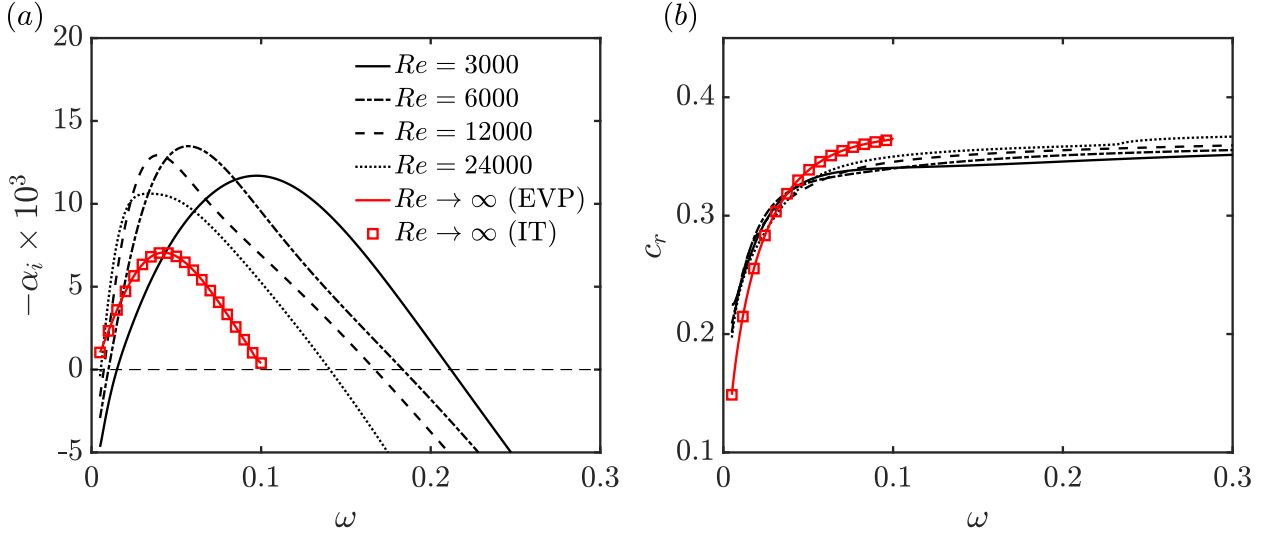 (a)
20
15
10
5
0
-5
0
0.1
0.2
0.3
−α_i × 10^3
ω
Re = 3000
Re = 6000
Re = 12000
Re = 24000
Re → ∞ (EVP)
Re → ∞ (IT)
(b)
0.4
0.3
0.2
0.1
0
0.1
0.2
0.3
c_r
ω